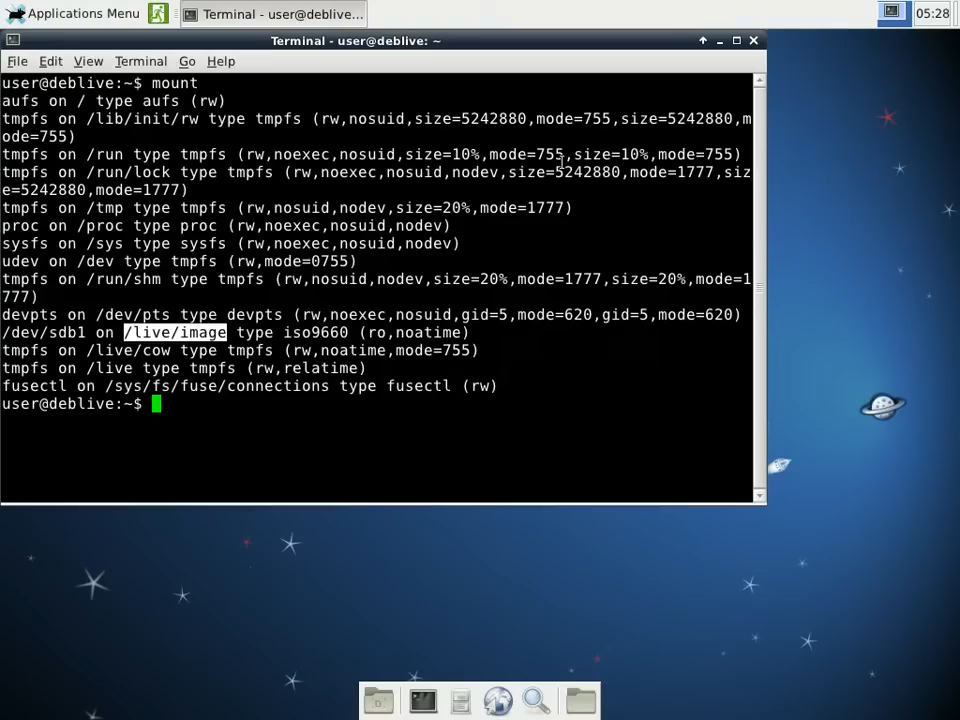 Applications Menu
Terminal - user@deblive...
05:28
Terminal - user@deblive: ~
File Edit View Terminal Go Help
user@deblive:~$ mount
aufs on / type aufs (rw)
tmpfs on /lib/init/rw type tmpfs (rw,nosuid,size=5242880,mode=755,size=5242880,m
ode=755)
tmpfs on /run type tmpfs (rw,noexec,nosuid,size=10%,mode=755,size=10%,mode=755)
tmpfs on /run/lock type tmpfs (rw,noexec,nosuid,nodev,size=5242880,mode=1777,siz
e=5242880,mode=1777)
tmpfs on /tmp type tmpfs (rw,nosuid,nodev,size=20%,mode=1777)
proc on /proc type proc (rw,noexec,nosuid,nodev)
sysfs on /sys type sysfs (rw,noexec,nosuid,nodev)
udev on /dev type tmpfs (rw,mode=0755)
tmpfs on /run/shm type tmpfs (rw,nosuid,nodev,size=20%,mode=1777,size=20%,mode=1
777)
devpts on /dev/pts type devpts (rw,noexec,nosuid,gid=5,mode=620,gid=5,mode=620)
/dev/sdb1 on /live/image type iso9660 (ro,noatime)
tmpfs on /live/cow type tmpfs (rw,noatime,mode=755)
tmpfs on /live type tmpfs (rw,relatime)
fusectl on /sys/fs/fuse/connections type fusectl (rw)
user@deblive:~$